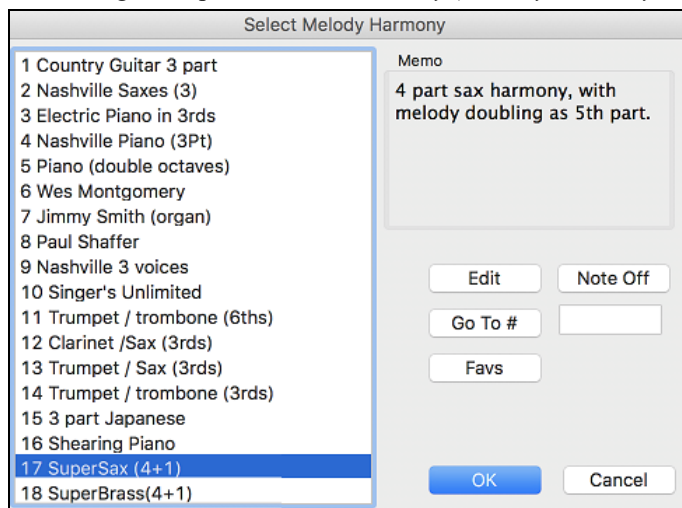 Select Melody Harmony
1 Country Guitar 3 part
2 Nashville Saxes (3)
3 Electric Piano in 3rds
4 Nashville Piano (3Pt)
5 Piano (double octaves)
6 Wes Montgomery
7 Jimmy Smith (organ)
8 Paul Shaffer
9 Nashville 3 voices
10 Singer's Unlimited
11 Trumpet / trombone (6ths)
12 Clarinet /Sax (3rds)
13 Trumpet / Sax (3rds)
14 Trumpet / trombone (3rds)
15 3 part Japanese
16 Shearing Piano
17 SuperSax (4+1)
18 SuperBrass(4+1)
Memo
4 part sax harmony, with
melody doubling as 5th part.
Edit
Note Off
Go To #
Favs
OK
Cancel